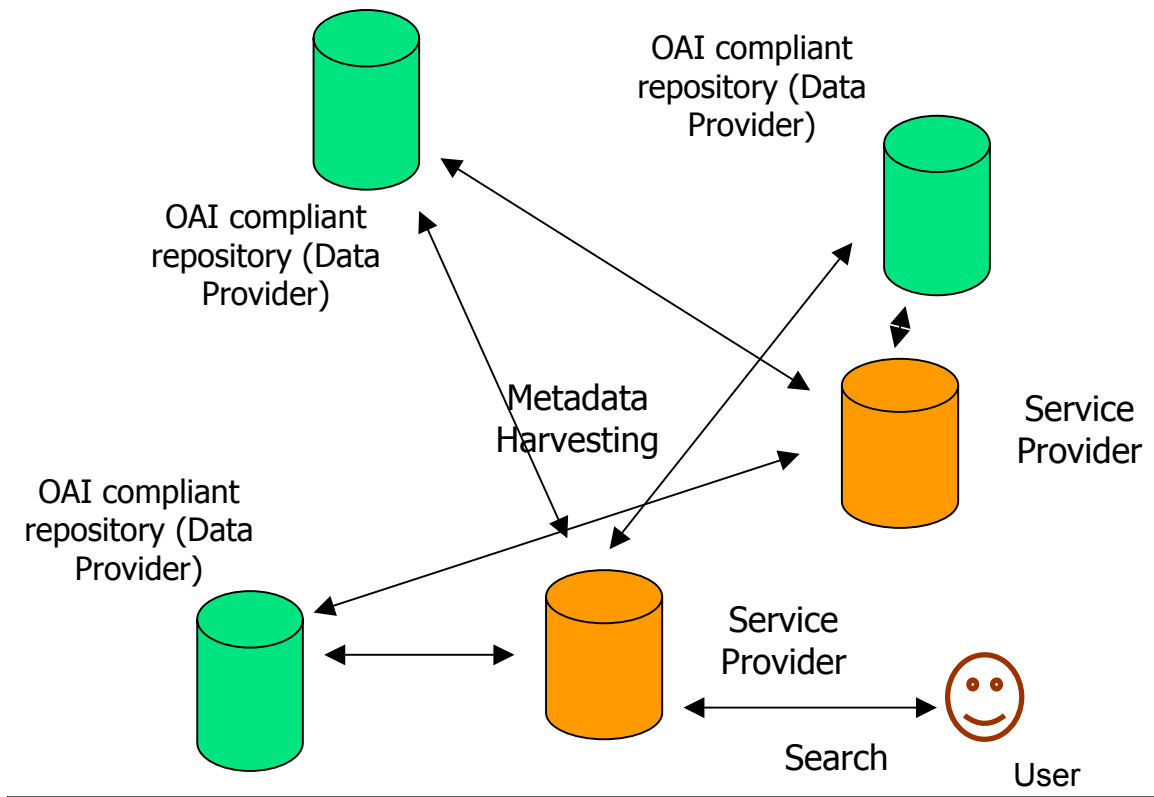 OAI compliant
repository (Data
Provider)
OAI compliant
repository (Data
Provider)
Metadata
Harvesting
Service
Provider
OAI compliant
repository (Data
Provider)
Service
Provider
Search
User